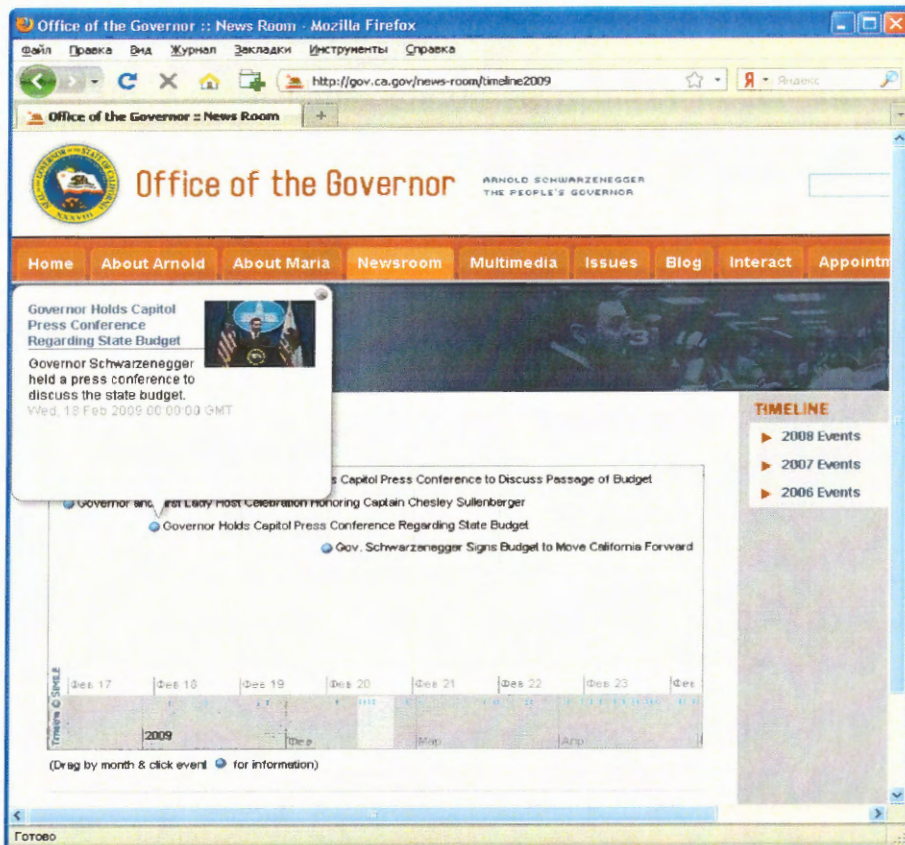 Office of the Governor :: News Room - Mozilla Firefox
Файл Правка Вид Журнал Закладки Инструменты Справка
http://gov.ca.gov/news-room/timeline2009
Яндекс
Office of the Governor :: News Room
Office of the Governor
ARNOLD SCHWARZENEGGER
THE PEOPLE'S GOVERNOR
Home About Arnold About Maria Newsroom Multimedia Issues Blog Interact Appointm
Governor Holds Capitol
Press Conference
Regarding State Budget
Governor Schwarzenegger
held a press conference to
discuss the state budget.
Wed, 18 Feb 2009 00:00:00 GMT
TIMELINE
2008 Events
2007 Events
2006 Events
s Capitol Press Conference to Discuss Passage of Budget
Governor and First Lady Host Celebration Honoring Captain Chesley Sullenberger
Governor Holds Capitol Press Conference Regarding State Budget
Gov. Schwarzenegger Signs Budget to Move California Forward
Timeline © SIMILE
Фев 17 Фев 18 Фев 19 Фев 20 Фев 21 Фев 22 Фев 23 Фев
2009 Фев Мар Апр
(Drag by month & click event for information)
Готово